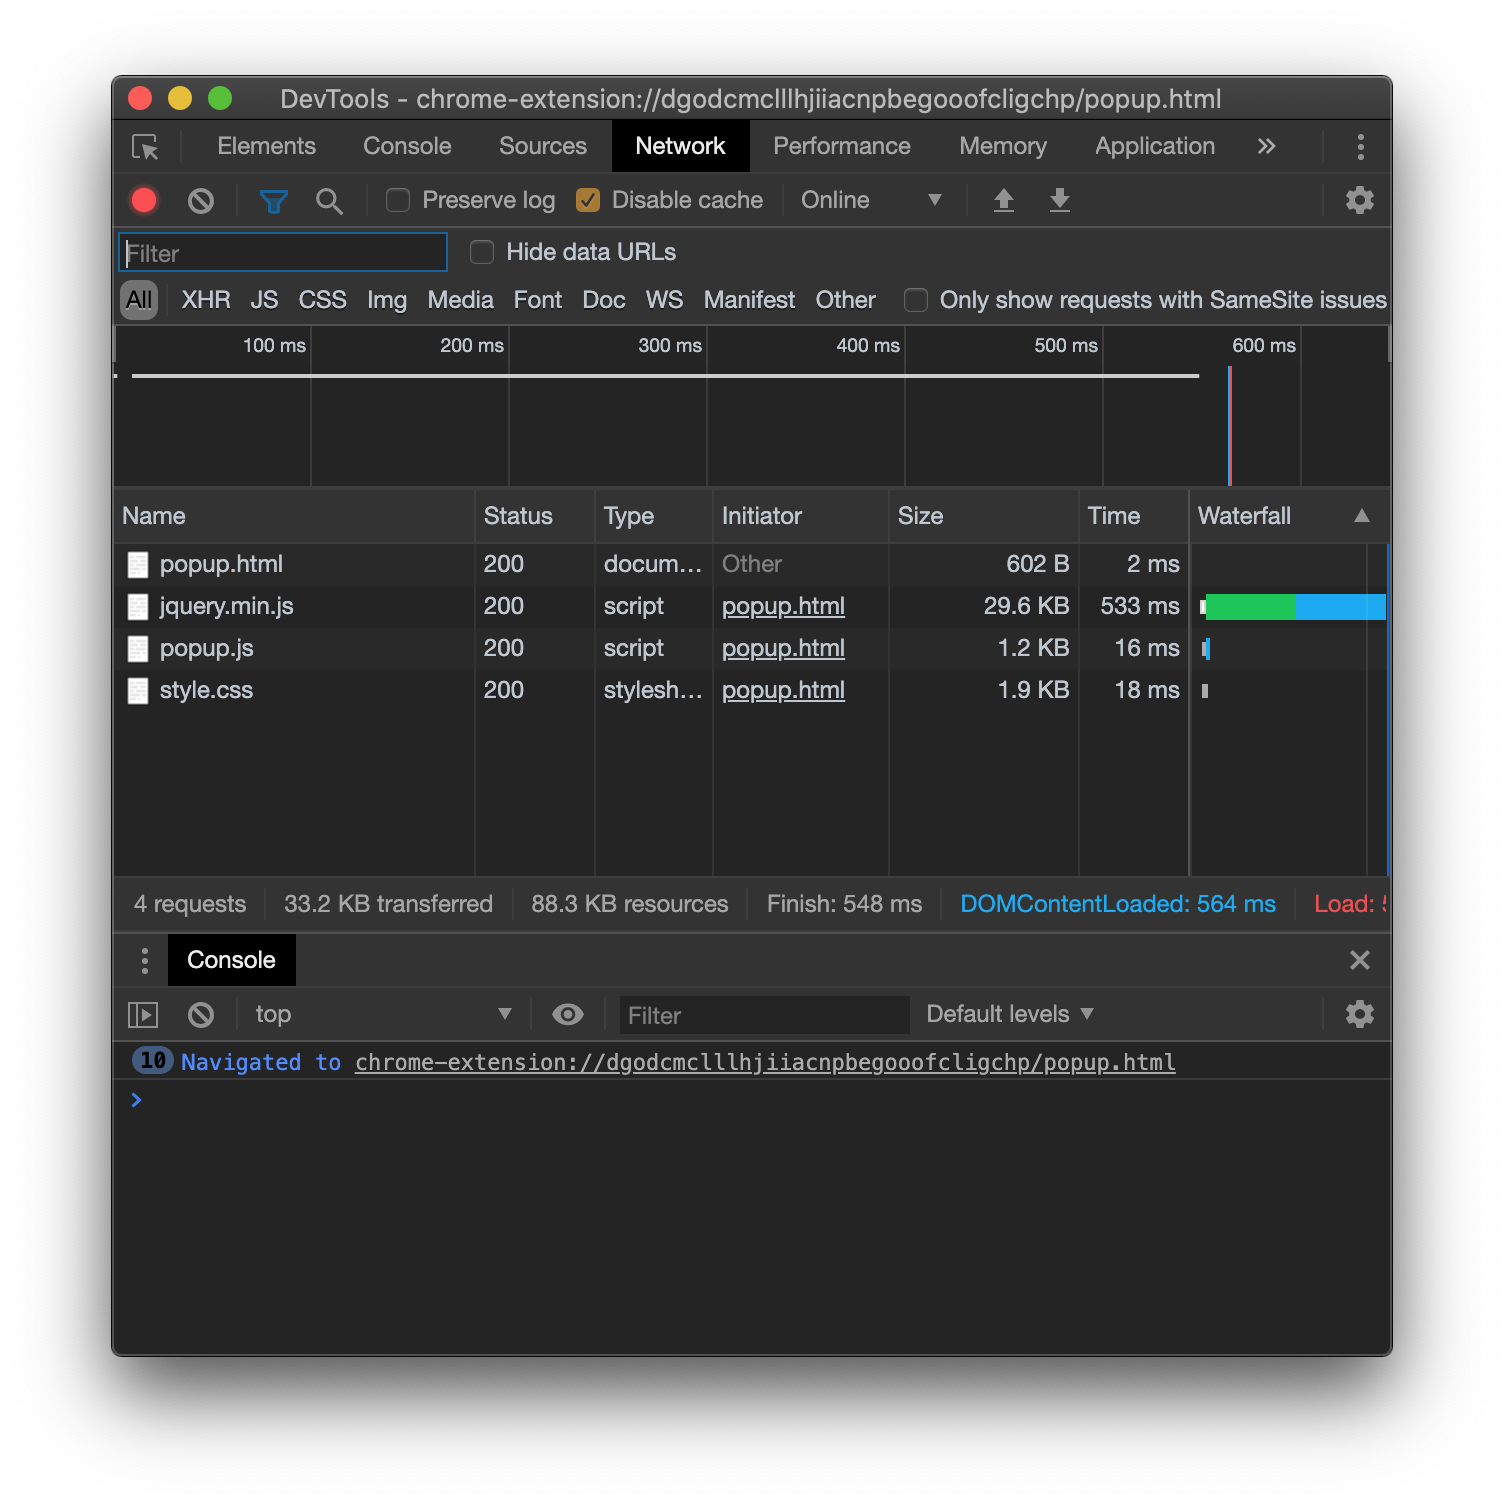 DevTools - chrome-extension://dgodcmclllhjiiacnpbegooofcligchp/popup.html
Elements Console Sources Network Performance Memory Application »
Preserve log Disable cache Online
Filter Hide data URLs
All XHR JS CSS Img Media Font Doc WS Manifest Other Only show requests with SameSite issues
100 ms 200 ms 300 ms 400 ms 500 ms 600 ms
Name Status Type Initiator Size Time Waterfall
popup.html 200 docum... Other 602 B 2 ms
jquery.min.js 200 script popup.html 29.6 KB 533 ms
popup.js 200 script popup.html 1.2 KB 16 ms
style.css 200 stylesh... popup.html 1.9 KB 18 ms
4 requests 33.2 KB transferred 88.3 KB resources Finish: 548 ms DOMContentLoaded: 564 ms Load:
Console
top Filter Default levels
10 Navigated to chrome-extension://dgodcmclllhjiiacnpbegooofcligchp/popup.html